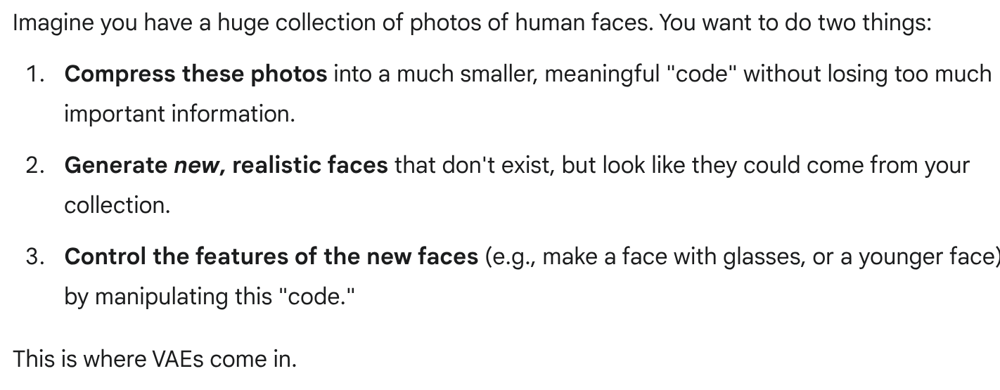 Imagine you have a huge collection of photos of human faces. You want to do two things:
1. Compress these photos into a much smaller, meaningful "code" without losing too much
important information.
2. Generate new, realistic faces that don't exist, but look like they could come from your
collection.
3. Control the features of the new faces (e.g., make a face with glasses, or a younger face)
by manipulating this "code."
This is where VAEs come in.